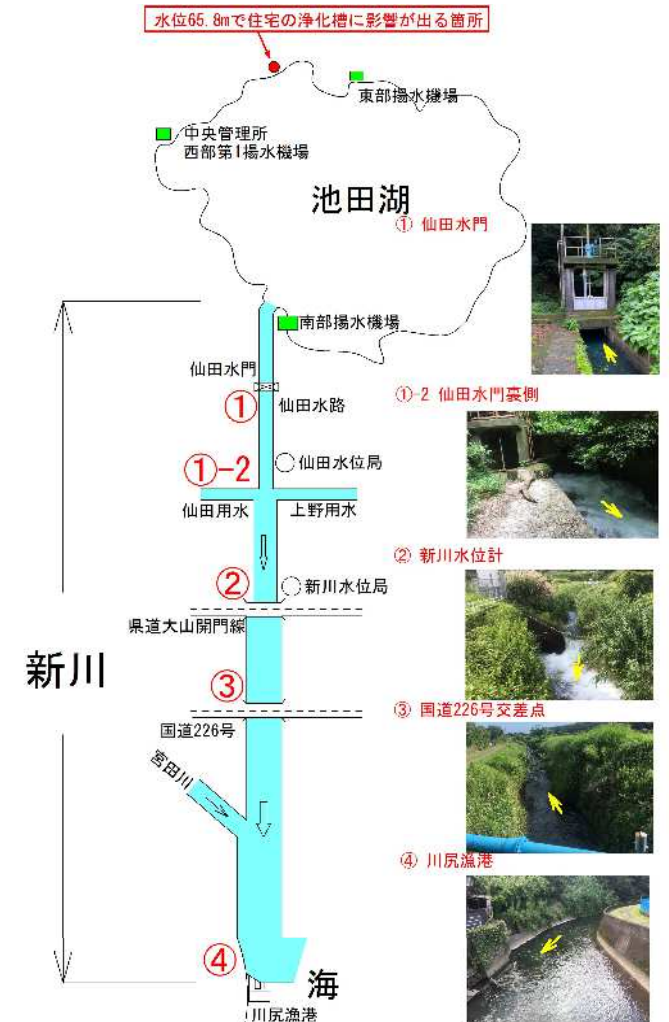 水位65.8mで住宅の浄化槽に影響が出る箇所
東部揚水機場
中央管理所
西部第1揚水機場
池田湖
① 仙田水門
南部揚水機場
仙田水門
①
仙田水路
①-2 仙田水門裏側
①-2
仙田水位局
仙田用水
上野用水
② 新川水位計
②
新川水位局
県道大山開門線
新川
③
③ 国道226号交差点
国道226号
宮田川
④ 川尻漁港
④
海
川尻漁港